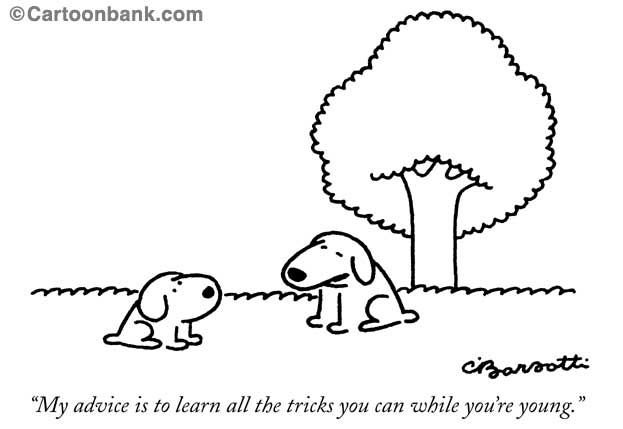 ©Cartoonbank.com
CBarsotti
“My advice is to learn all the tricks you can while you’re young.”